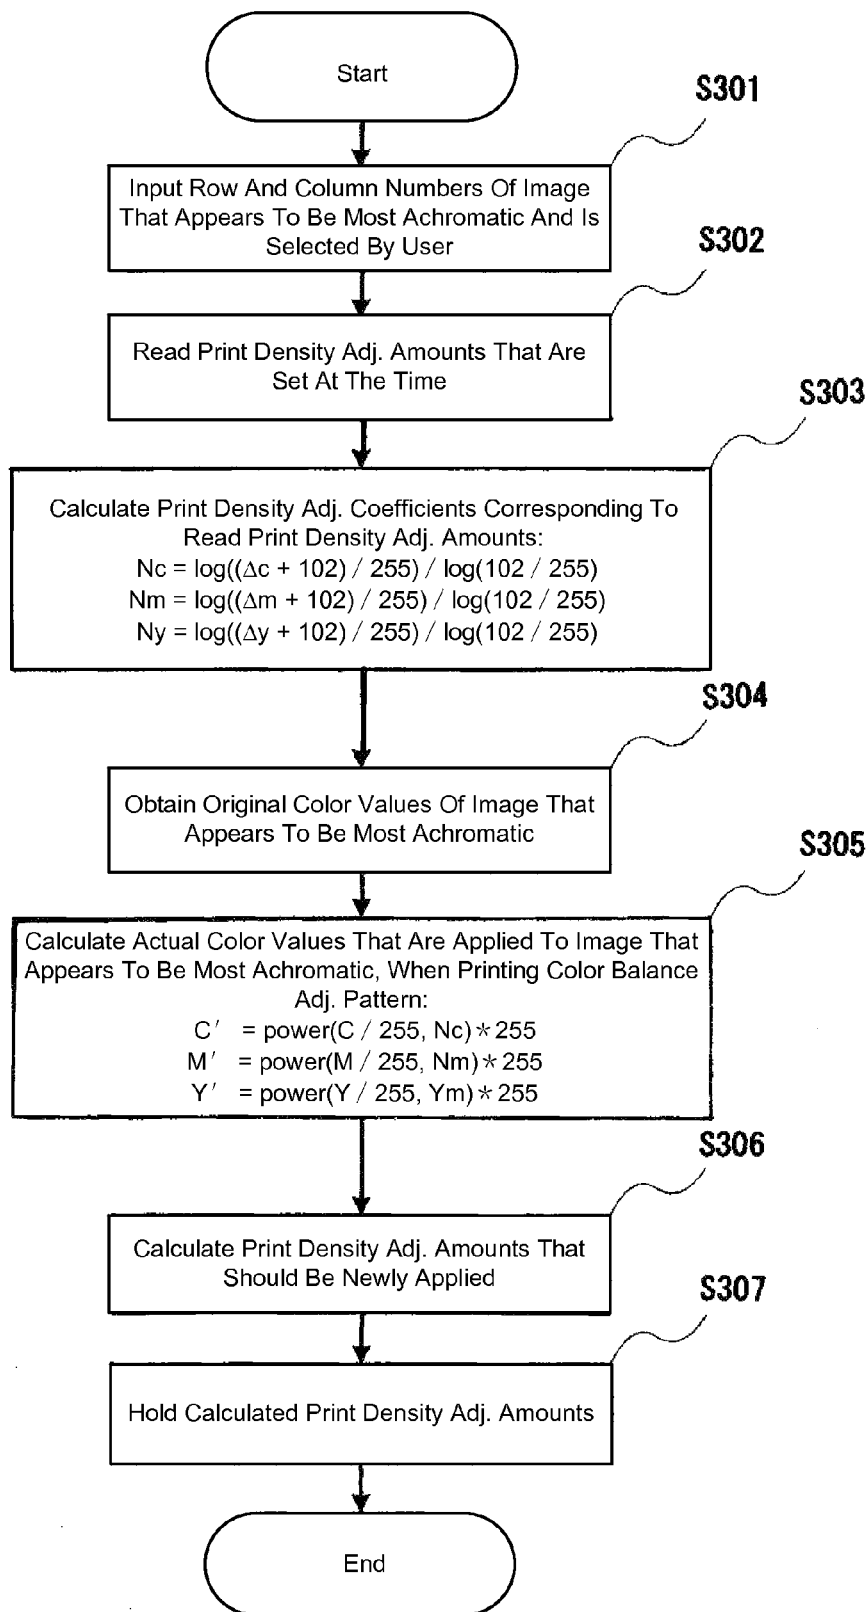 Start
S301
Input Row And Column Numbers Of Image
That Appears To Be Most Achromatic And Is
Selected By User
S302
Read Print Density Adj. Amounts That Are
Set At The Time
S303
Calculate Print Density Adj. Coefficients Corresponding To
Read Print Density Adj. Amounts:
Nc = log((Δc + 102) / 255) / log(102 / 255)
Nm = log((Δm + 102) / 255) / log(102 / 255)
Ny = log((Δy + 102) / 255) / log(102 / 255)
S304
Obtain Original Color Values Of Image That
Appears To Be Most Achromatic
S305
Calculate Actual Color Values That Are Applied To Image That
Appears To Be Most Achromatic, When Printing Color Balance
Adj. Pattern:
C′ = power(C / 255, Nc) * 255
M′ = power(M / 255, Nm) * 255
Y′ = power(Y / 255, Ym) * 255
S306
Calculate Print Density Adj. Amounts That
Should Be Newly Applied
S307
Hold Calculated Print Density Adj. Amounts
End